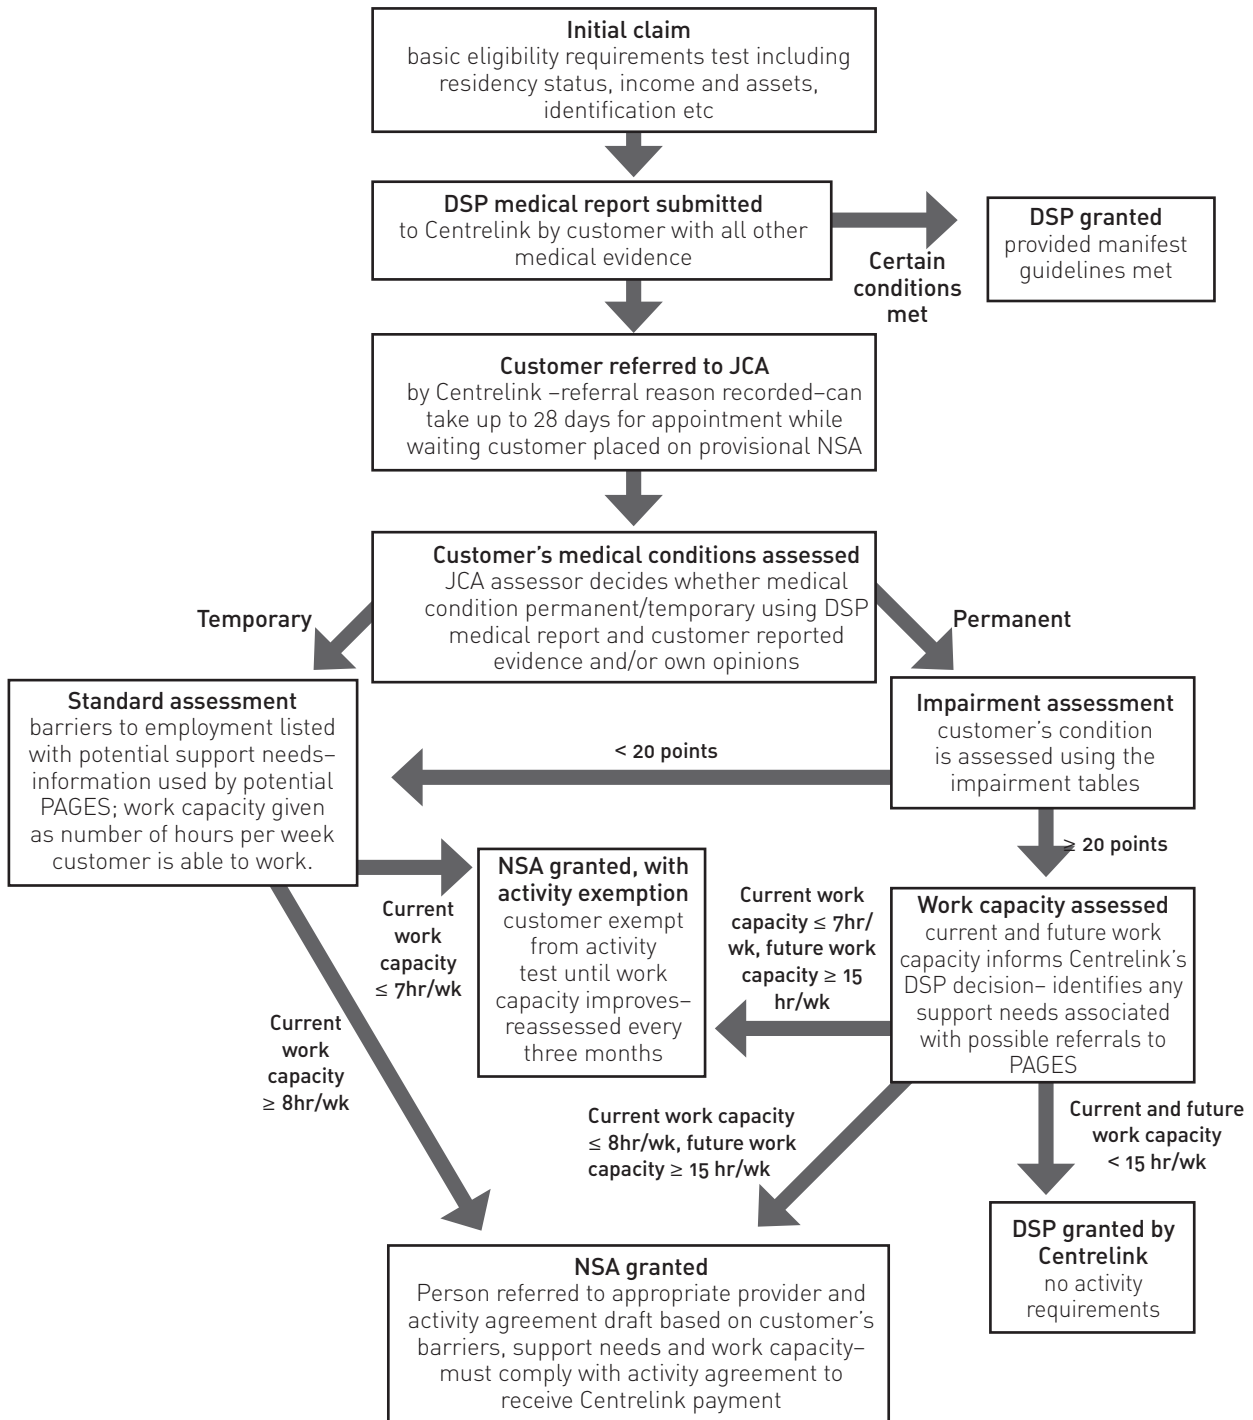 Initial claim
basic eligibility requirements test including
residency status, income and assets,
identification etc
DSP medical report submitted
to Centrelink by customer with all other
medical evidence
Certain
conditions
met
DSP granted
provided manifest
guidelines met
Customer referred to JCA
by Centrelink –referral reason recorded–can
take up to 28 days for appointment while
waiting customer placed on provisional NSA
Customer’s medical conditions assessed
JCA assessor decides whether medical
condition permanent/temporary using DSP
medical report and customer reported
evidence and/or own opinions
Temporary
Permanent
Standard assessment
barriers to employment listed
with potential support needs–
information used by potential
PAGES; work capacity given
as number of hours per week
customer is able to work.
< 20 points
Impairment assessment
customer’s condition
is assessed using the
impairment tables
≥ 20 points
Current
work
capacity
≤ 7hr/wk
NSA granted, with
activity exemption
customer exempt
from activity
test until work
capacity improves–
reassessed every
three months
Current work
capacity ≤ 7hr/
wk, future work
capacity ≥ 15
hr/wk
Work capacity assessed
current and future work
capacity informs Centrelink’s
DSP decision– identifies any
support needs associated
with possible referrals to
PAGES
Current
work
capacity
≥ 8hr/wk
Current work capacity
≤ 8hr/wk, future work
capacity ≥ 15 hr/wk
Current and future
work capacity
< 15 hr/wk
DSP granted by
Centrelink
no activity
requirements
NSA granted
Person referred to appropriate provider and
activity agreement draft based on customer’s
barriers, support needs and work capacity–
must comply with activity agreement to
receive Centrelink payment